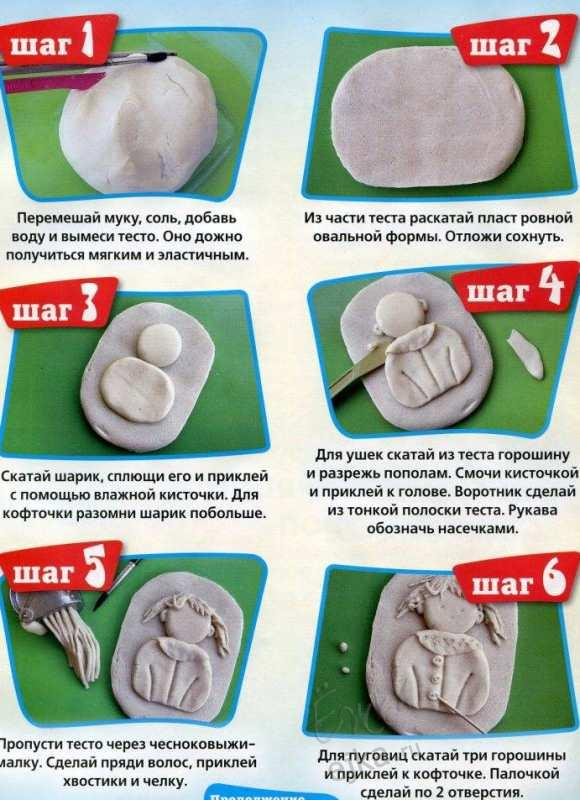 шаг 1
Перемешай муку, соль, добавь
воду и вымеси тесто. Оно дожно
получиться мягким и эластичным.
шаг 2
Из части теста раскатай пласт ровной
овальной формы. Отложи сохнуть.
шаг 3
Скатай шарик, сплющи его и приклей
с помощью влажной кисточки. Для
кофточки разомни шарик побольше.
шаг 4
Для ушек скатай из теста горошину
и разрежь пополам. Смочи кисточкой
и приклей к голове. Воротник сделай
из тонкой полоски теста. Рукава
обозначь насечками.
шаг 5
Пропусти тесто через чесноковыжи-
малку. Сделай пряди волос, приклей
хвостики и челку.
шаг 6
Для пуговиц скатай три горошины
и приклей к кофточке. Палочкой
сделай по 2 отверстия.
Продолжение
ejka.ru